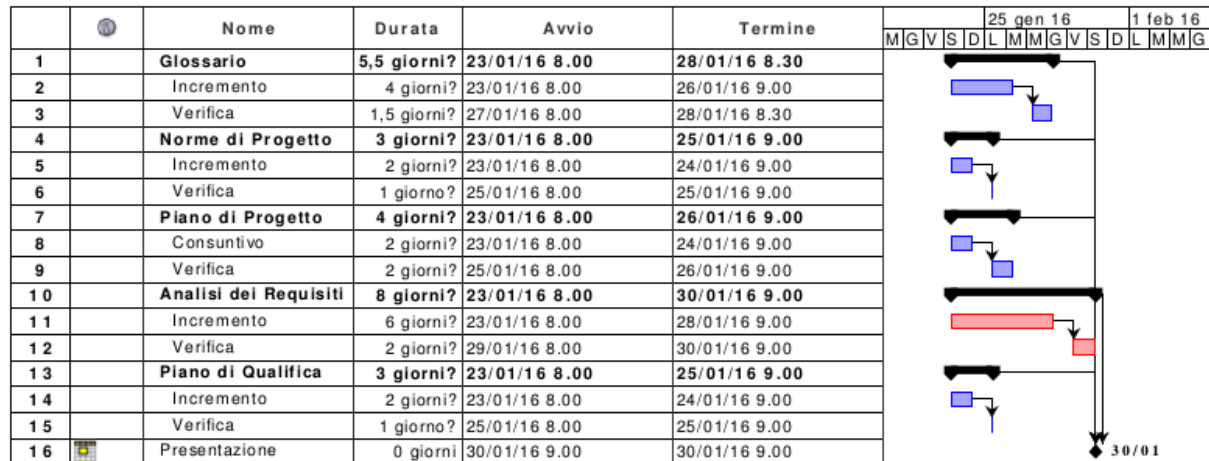 Nome Durata Avvio Termine 25 gen 16 1 feb 16
M G V S D L M M G V S D L M M G
1 Glossario 5,5 giorni? 23/01/16 8.00 28/01/16 8.30
2 Incremento 4 giorni? 23/01/16 8.00 26/01/16 9.00
3 Verifica 1,5 giorni? 27/01/16 8.00 28/01/16 8.30
4 Norme di Progetto 3 giorni? 23/01/16 8.00 25/01/16 9.00
5 Incremento 2 giorni? 23/01/16 8.00 24/01/16 9.00
6 Verifica 1 giorno? 25/01/16 8.00 25/01/16 9.00
7 Piano di Progetto 4 giorni? 23/01/16 8.00 26/01/16 9.00
8 Consuntivo 2 giorni? 23/01/16 8.00 24/01/16 9.00
9 Verifica 2 giorni? 25/01/16 8.00 26/01/16 9.00
10 Analisi dei Requisiti 8 giorni? 23/01/16 8.00 30/01/16 9.00
11 Incremento 6 giorni? 23/01/16 8.00 28/01/16 9.00
12 Verifica 2 giorni? 29/01/16 8.00 30/01/16 9.00
13 Piano di Qualifica 3 giorni? 23/01/16 8.00 25/01/16 9.00
14 Incremento 2 giorni? 23/01/16 8.00 24/01/16 9.00
15 Verifica 1 giorno? 25/01/16 8.00 25/01/16 9.00
16 Presentazione 0 giorni 30/01/16 9.00 30/01/16 9.00 30/01